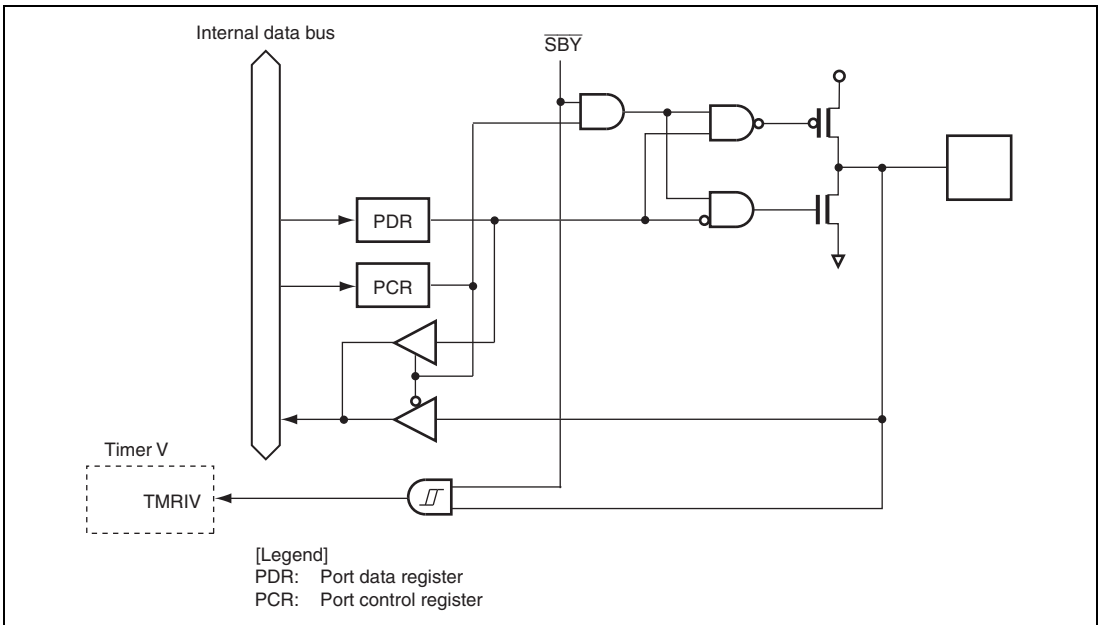 Internal data bus
SBY
PDR
PCR
Timer V
TMRIV
[Legend]
PDR: Port data register
PCR: Port control register